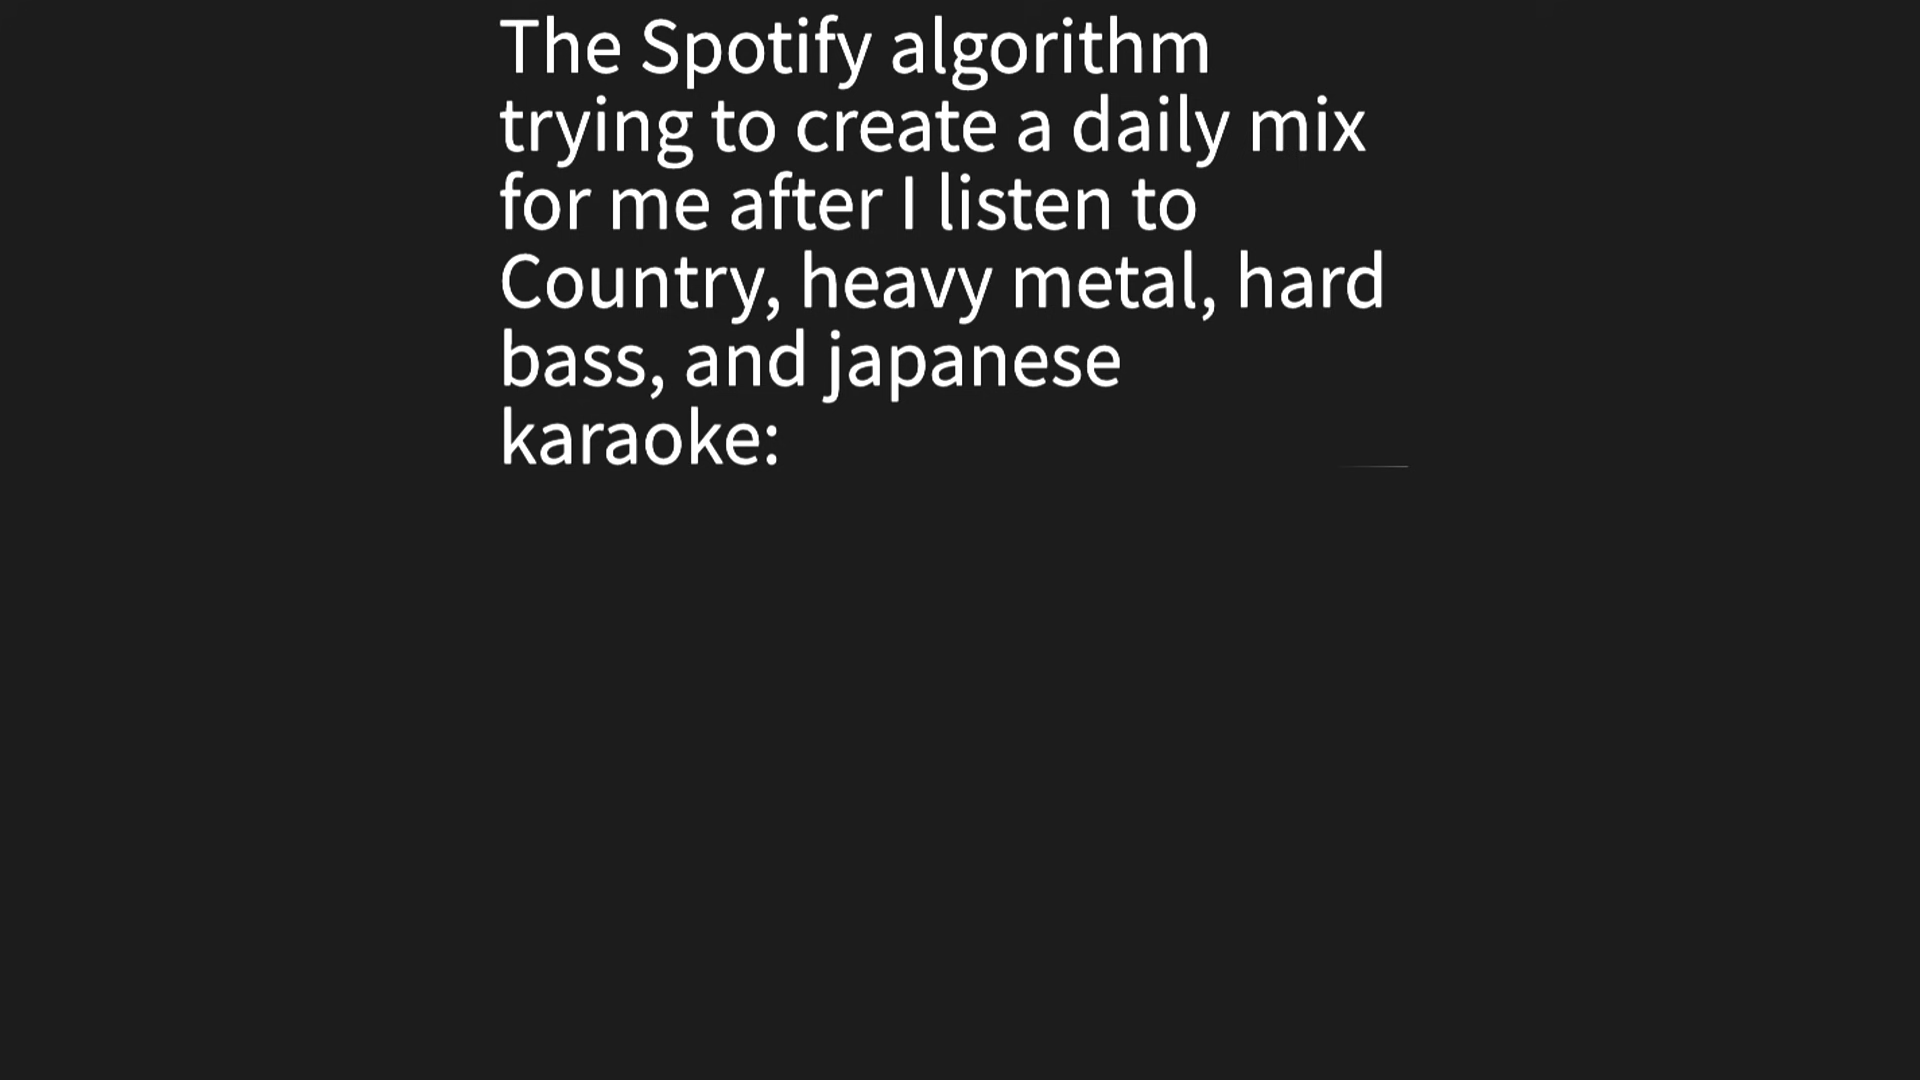 The Spotify algorithm
trying to create a daily mix
for me after I listen to
Country, heavy metal, hard
bass, and japanese
karaoke: